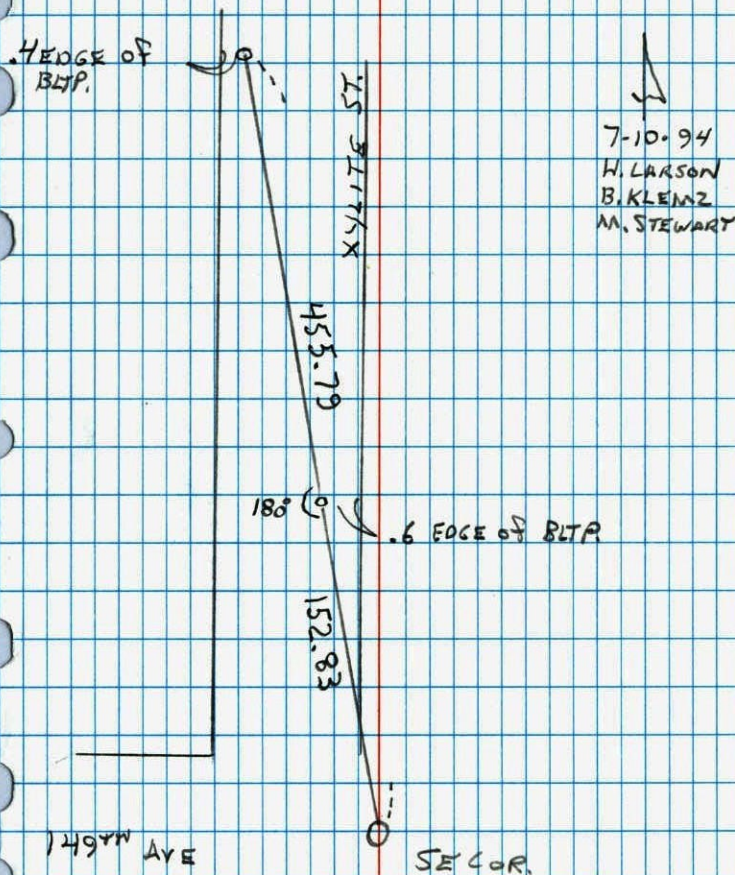 .4 EDGE of
BLTP.
XYLITE ST.
7-10-94
H. LARSON
B. KLEMZ
M. STEWART
455.79
180°
.6 EDGE of BLTP.
152.83
149TH AVE
SE COR.